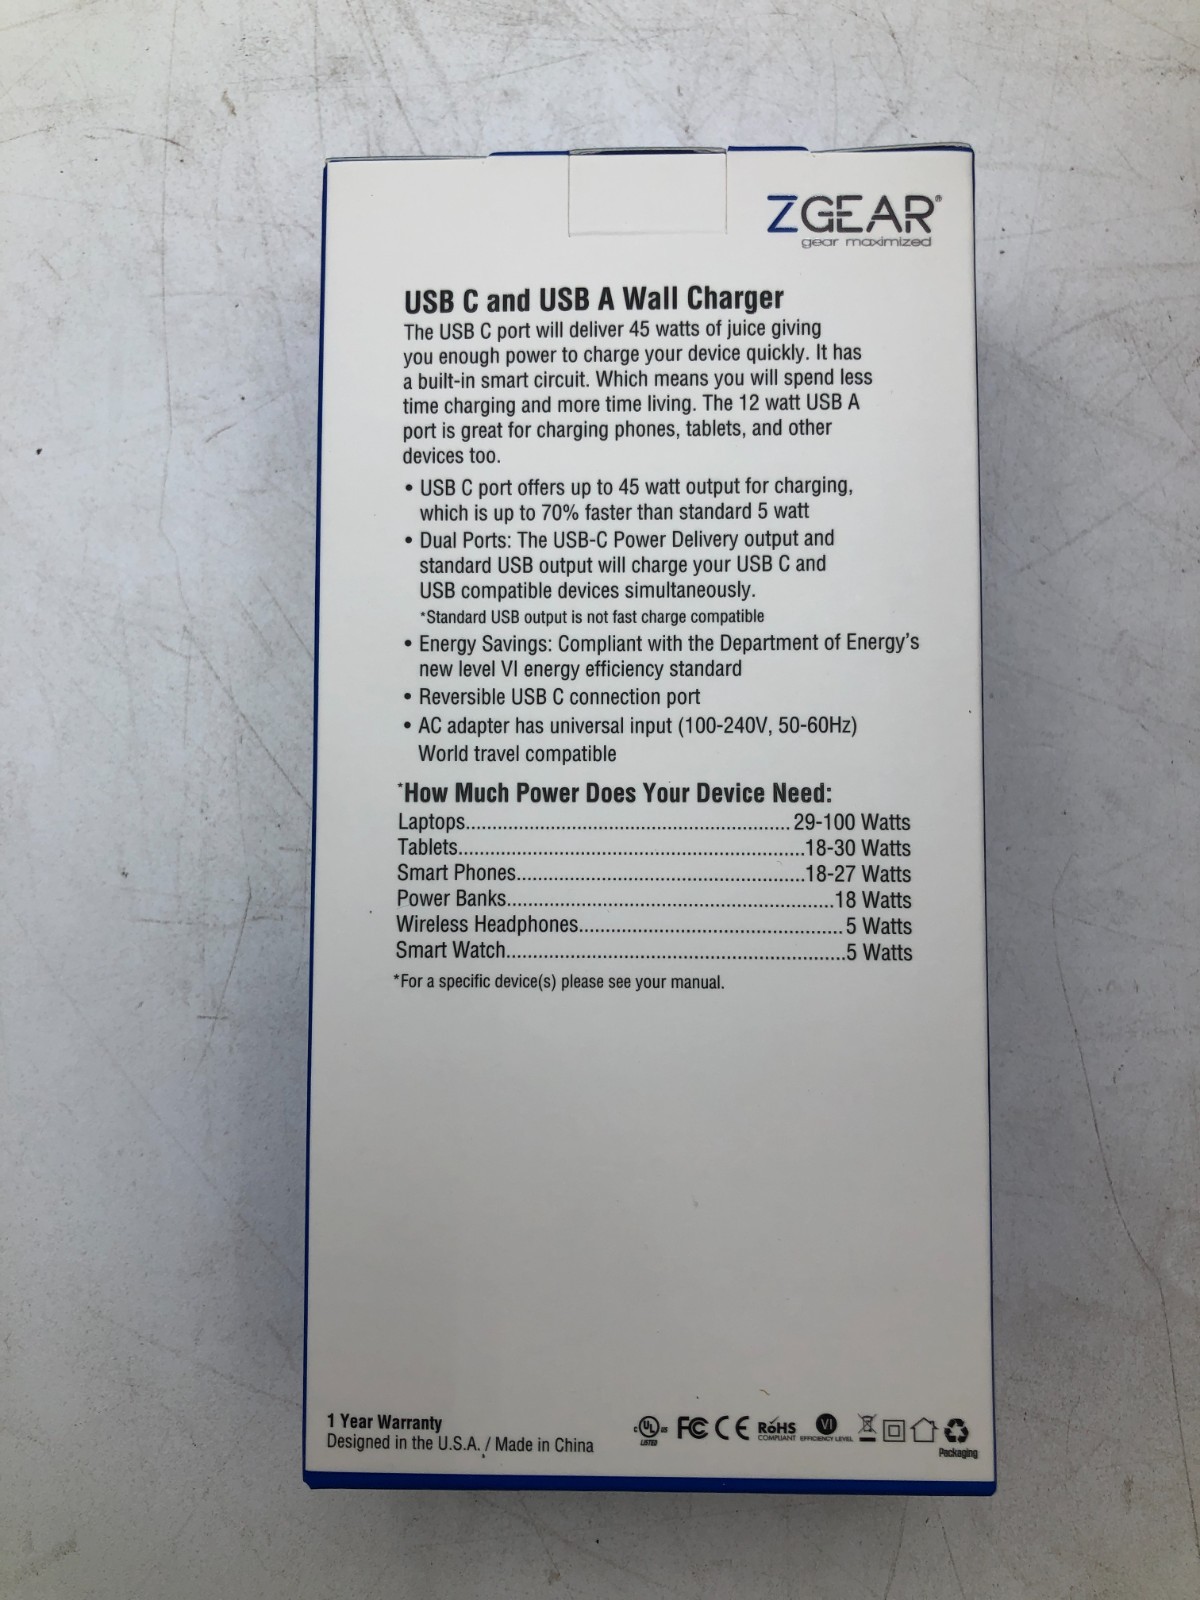 ZGEAR®
gear maximized
USB C and USB A Wall Charger
The USB C port will deliver 45 watts of juice giving
you enough power to charge your device quickly. It has
a built-in smart circuit. Which means you will spend less
time charging and more time living. The 12 watt USB A
port is great for charging phones, tablets, and other
devices too.
• USB C port offers up to 45 watt output for charging,
which is up to 70% faster than standard 5 watt
• Dual Ports: The USB-C Power Delivery output and
standard USB output will charge your USB C and
USB compatible devices simultaneously.
*Standard USB output is not fast charge compatible
• Energy Savings: Compliant with the Department of Energy's
new level VI energy efficiency standard
• Reversible USB C connection port
• AC adapter has universal input (100-240V, 50-60Hz)
World travel compatible
*How Much Power Does Your Device Need:
Laptops.................................................. 29-100 Watts
Tablets.....................................................18-30 Watts
Smart Phones............................................18-27 Watts
Power Banks..................................................18 Watts
Wireless Headphones........................................ 5 Watts
Smart Watch....................................................5 Watts
*For a specific device(s) please see your manual.
1 Year Warranty
Designed in the U.S.A. / Made in China
c UL us LISTED FC CE RoHS COMPLIANT VI EFFICIENCY LEVEL
Packaging